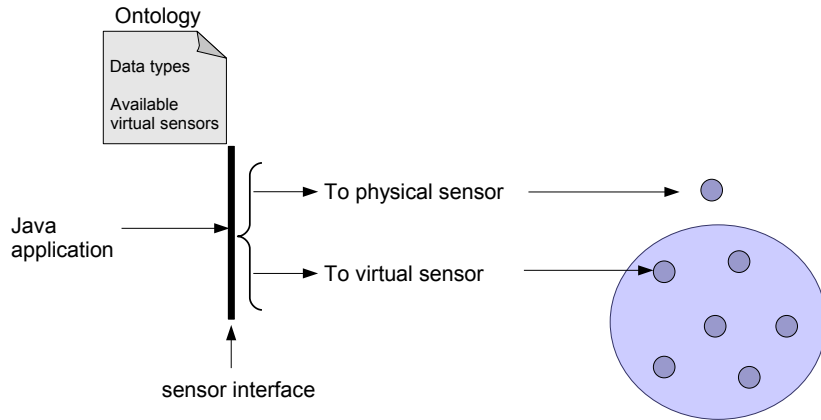 Ontology
Data types
Available
virtual sensors
To physical sensor
Java
application
To virtual sensor
sensor interface